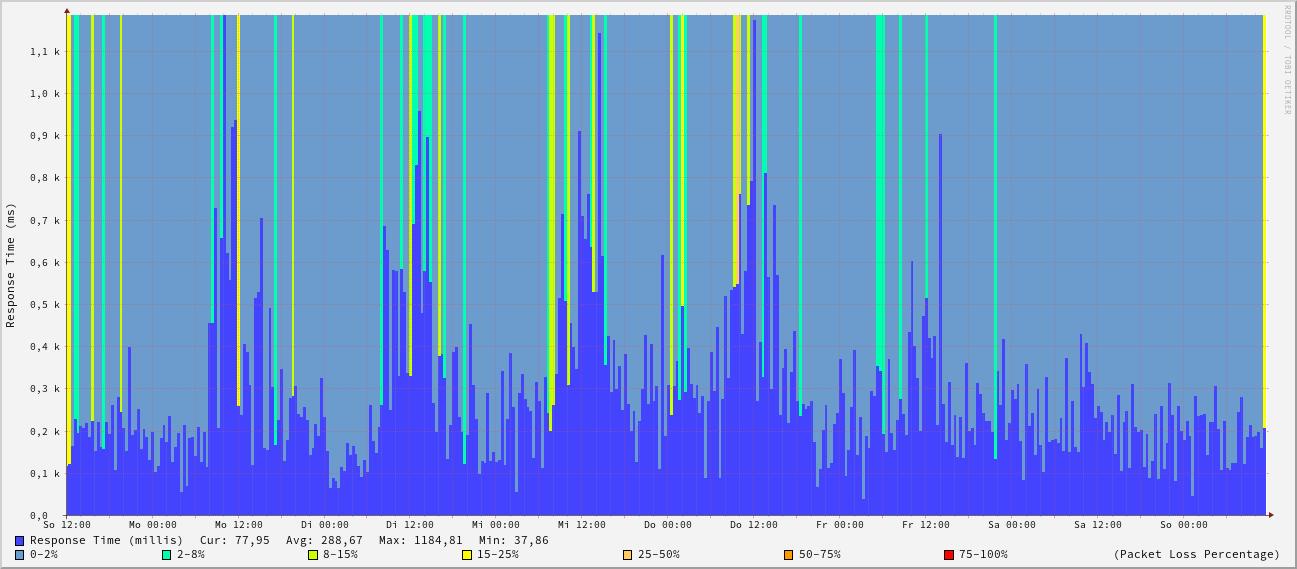 RRDTOOL / TOBI OETIKER
Response Time (ms)
1,1 k
1,0 k
0,9 k
0,8 k
0,7 k
0,6 k
0,5 k
0,4 k
0,3 k
0,2 k
0,1 k
0,0
So 12:00 Mo 00:00 Mo 12:00 Di 00:00 Di 12:00 Mi 00:00 Mi 12:00 Do 00:00 Do 12:00 Fr 00:00 Fr 12:00 Sa 00:00 Sa 12:00 So 00:00
Response Time (millis) Cur: 77,95 Avg: 288,67 Max: 1184,81 Min: 37,86
0-2% 2-8% 8-15% 15-25% 25-50% 50-75% 75-100% (Packet Loss Percentage)